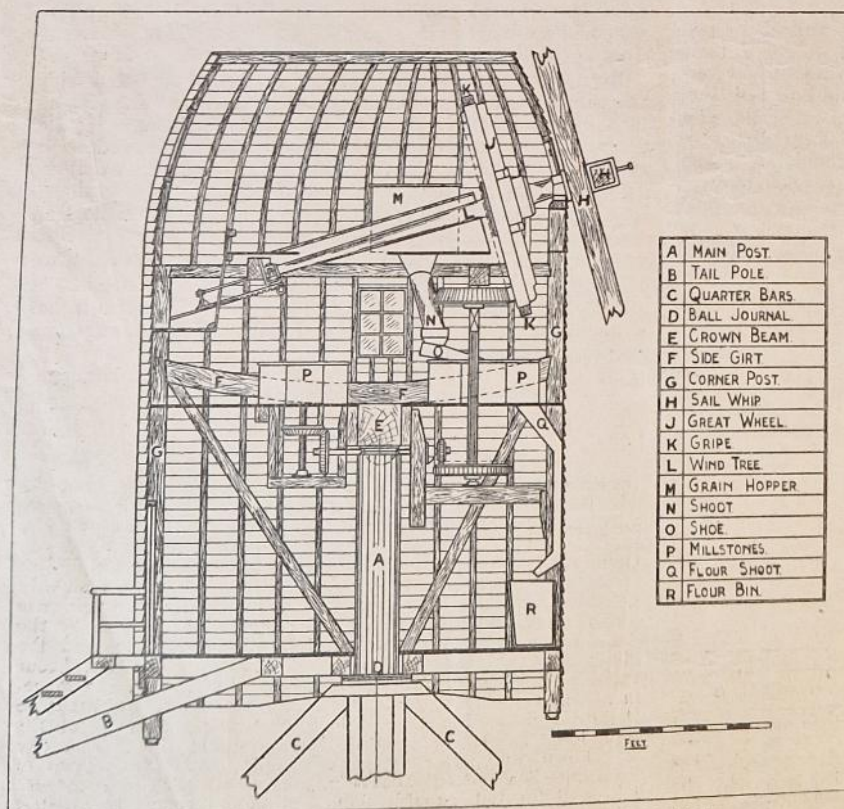 K
J
M
H
H
L
N
K
G
O
P
P
F
F
E
Q
G
A
R
D
B
C
C
FEET
A MAIN POST.
B TAIL POLE
C QUARTER BARS.
D BALL JOURNAL.
E CROWN BEAM.
F SIDE GIRT.
G CORNER POST.
H SAIL WHIP
J GREAT WHEEL.
K GRIPE
L WIND TREE.
M GRAIN HOPPER.
N SHOOT
O SHOE.
P MILLSTONES.
Q FLOUR SHOOT.
R FLOUR BIN.